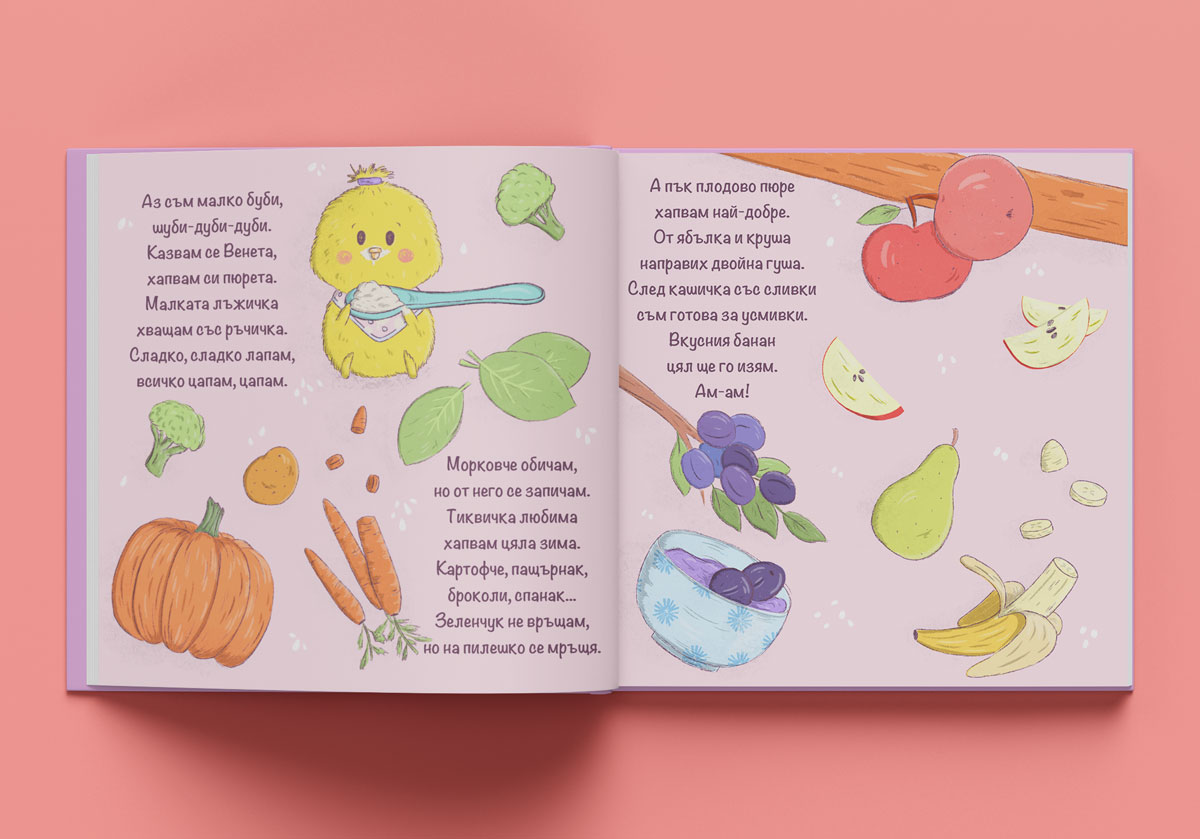 Аз съм малко буби,
шуби-дуби-дуби.
Казвам се Венета,
хапвам си пюрета.
Малката лъжичка
хващам със ръчичка.
Сладко, сладко лапам,
всичко цапам, цапам.
Морковче обичам,
но от него се запичам.
Тиквичка любима
хапвам цяла зима.
Картофче, пащърнак,
броколи, спанак...
Зеленчук не връщам,
но на пилешко се мръщя.
А пък плодово пюре
хапвам най-добре.
От ябълка и круша
направих двойна гуша.
След кашичка със сливки
съм готова за усмивки.
Вкусния банан
цял ще го изям.
Ам-ам!